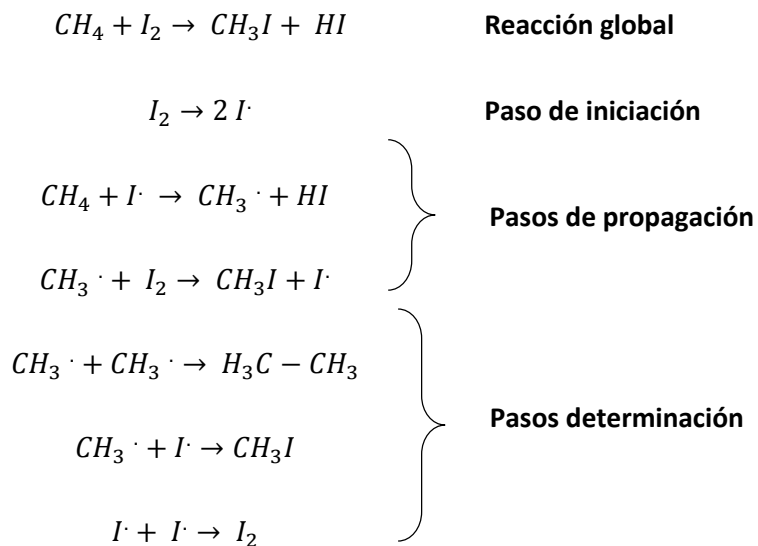 CH₄ + I₂ → CH₃I + HI Reacción global
I₂ → 2 I· Paso de iniciación
CH₄ + I· → CH₃· + HI
Pasos de propagación
CH₃· + I₂ → CH₃I + I·
CH₃· + CH₃· → H₃C − CH₃
Pasos determinación
CH₃· + I· → CH₃I
I· + I· → I₂